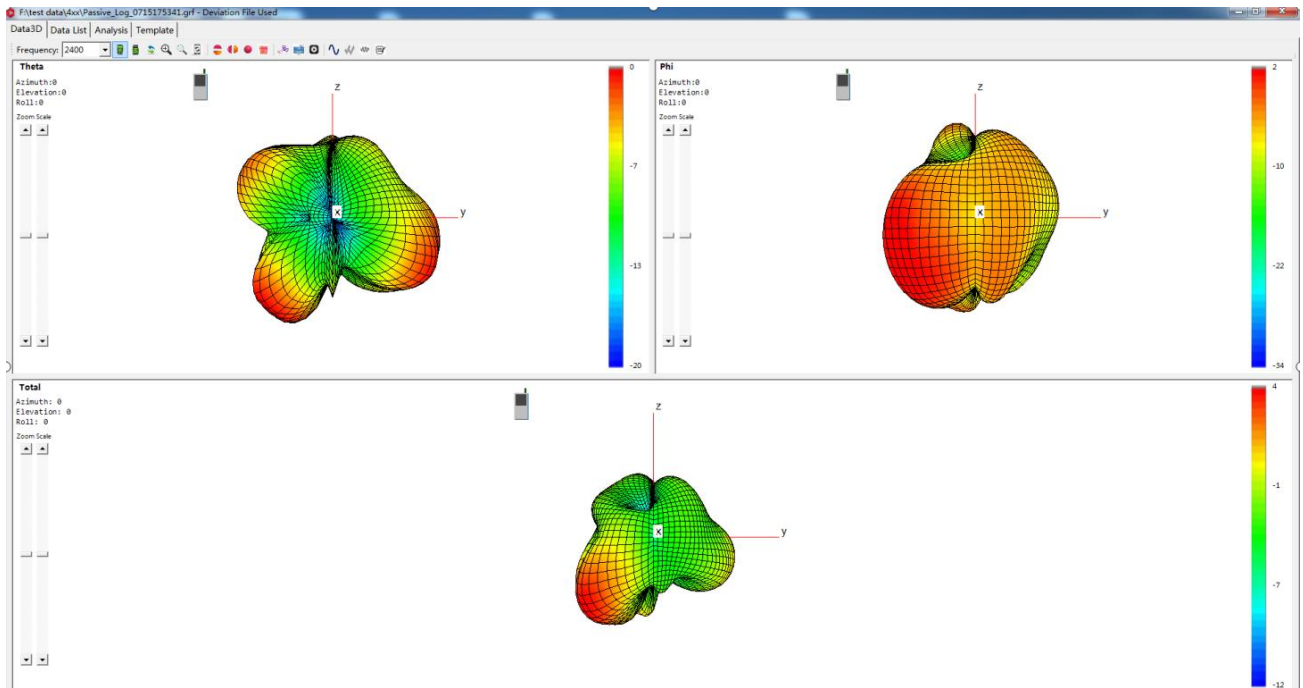 F:\test data\4xx\Passive_Log_0715175341.grf - Deviation File Used
Data3D Data List Analysis Template
Frequency: 2400
Theta
Azimuth:0
Elevation:0
Roll:0
Zoom Scale
z
x
y
0
-7
-13
-20
Phi
Azimuth:0
Elevation:0
Roll:0
Zoom Scale
z
x
y
2
-10
-22
-34
Total
Azimuth: 0
Elevation: 0
Roll: 0
Zoom Scale
z
x
y
4
-1
-7
-12